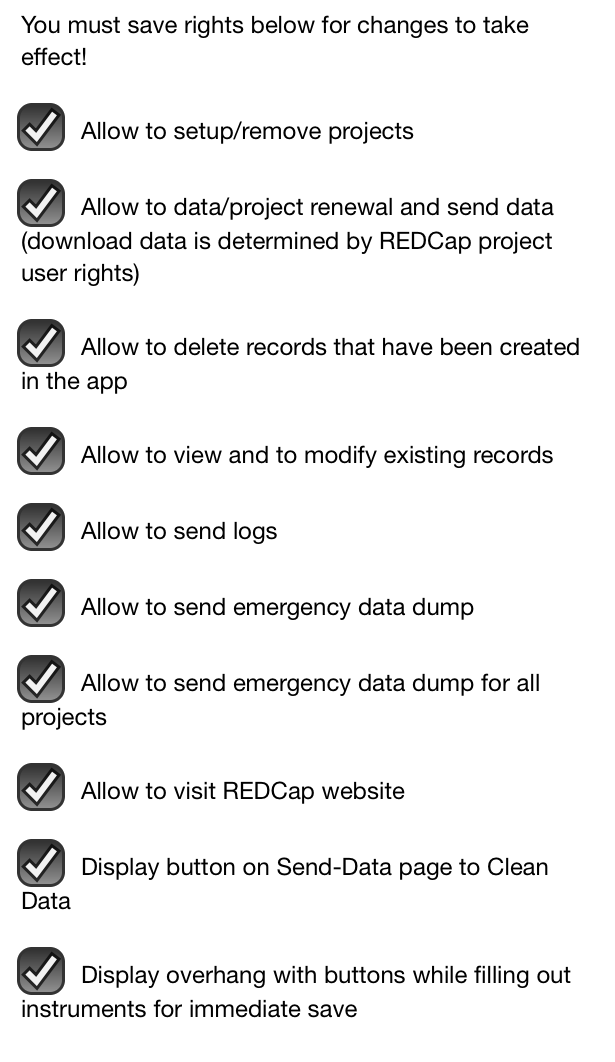 You must save rights below for changes to take
effect!
Allow to setup/remove projects
Allow to data/project renewal and send data
(download data is determined by REDCap project
user rights)
Allow to delete records that have been created
in the app
Allow to view and to modify existing records
Allow to send logs
Allow to send emergency data dump
Allow to send emergency data dump for all
projects
Allow to visit REDCap website
Display button on Send-Data page to Clean
Data
Display overhang with buttons while filling out
instruments for immediate save